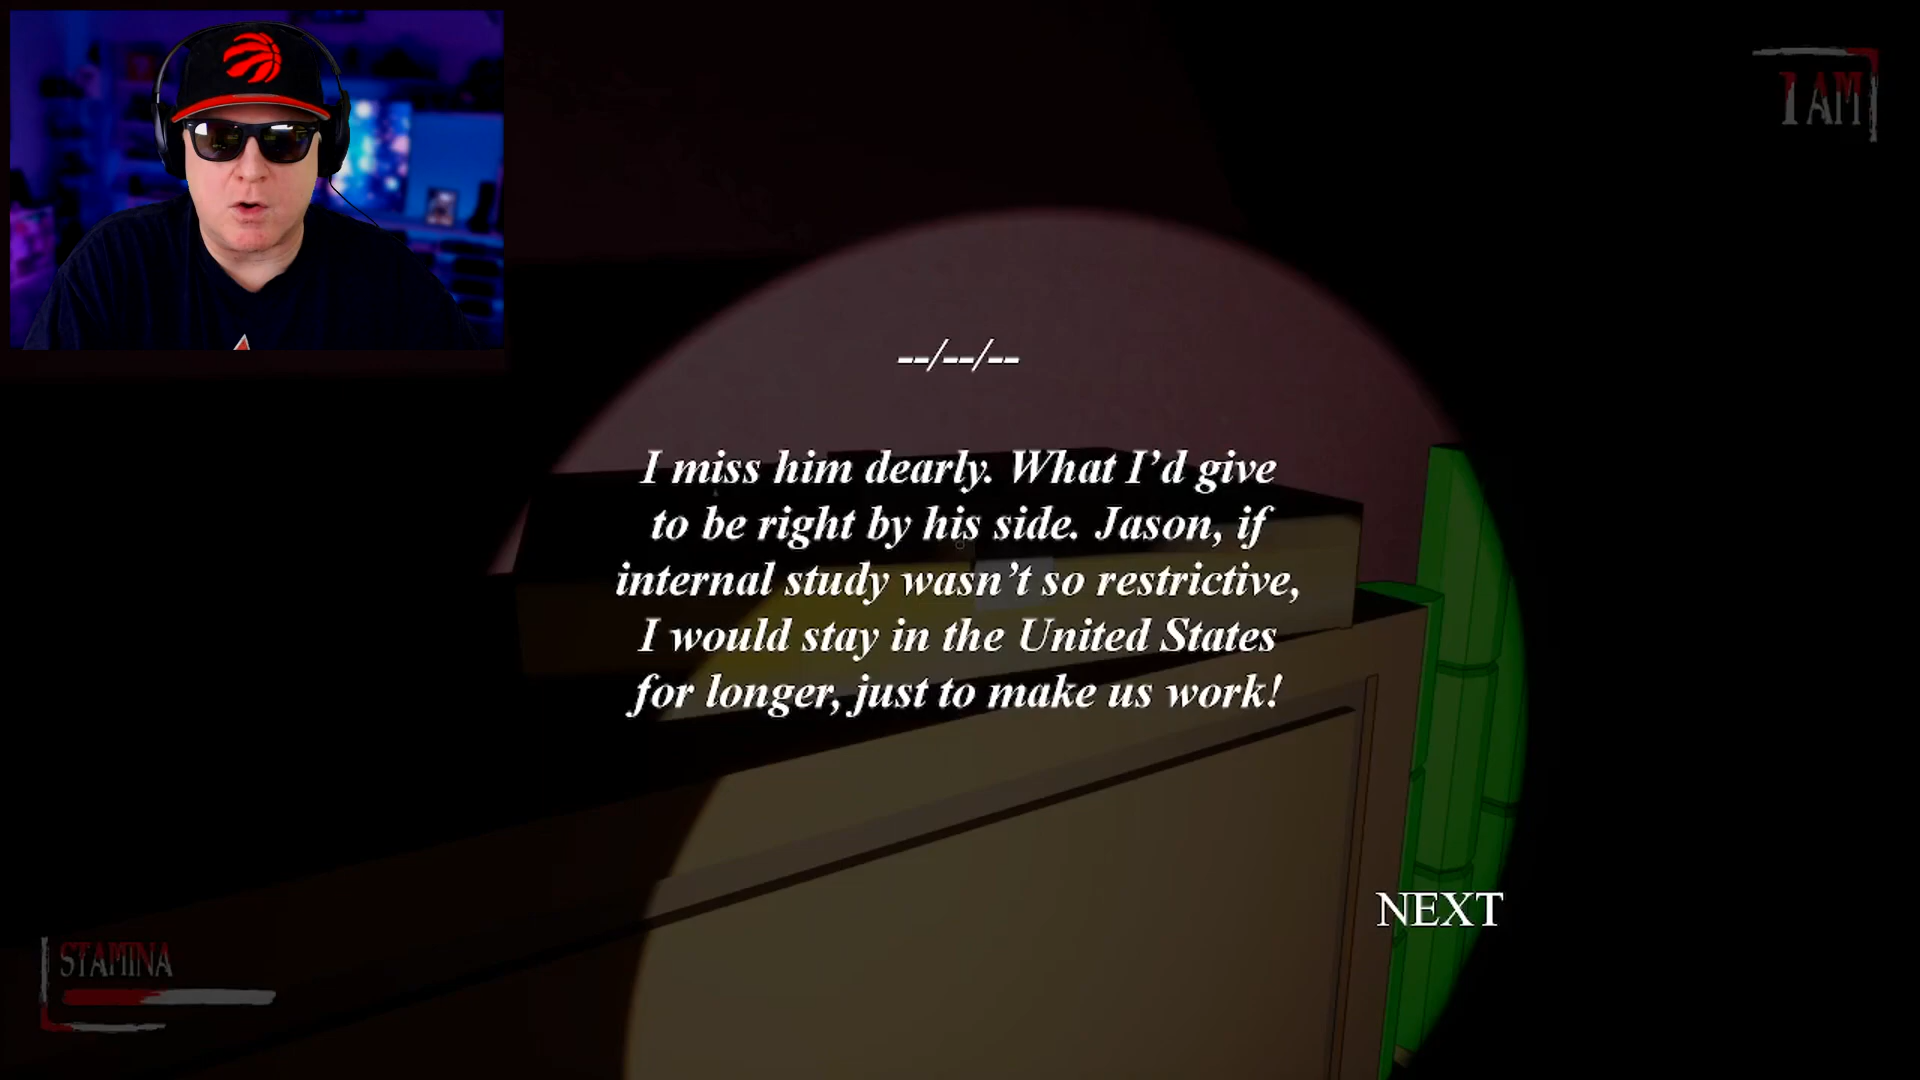 1 AM
--/--/--
I miss him dearly. What I’d give
to be right by his side. Jason, if
internal study wasn’t so restrictive,
I would stay in the United States
for longer, just to make us work!
NEXT
STAMINA